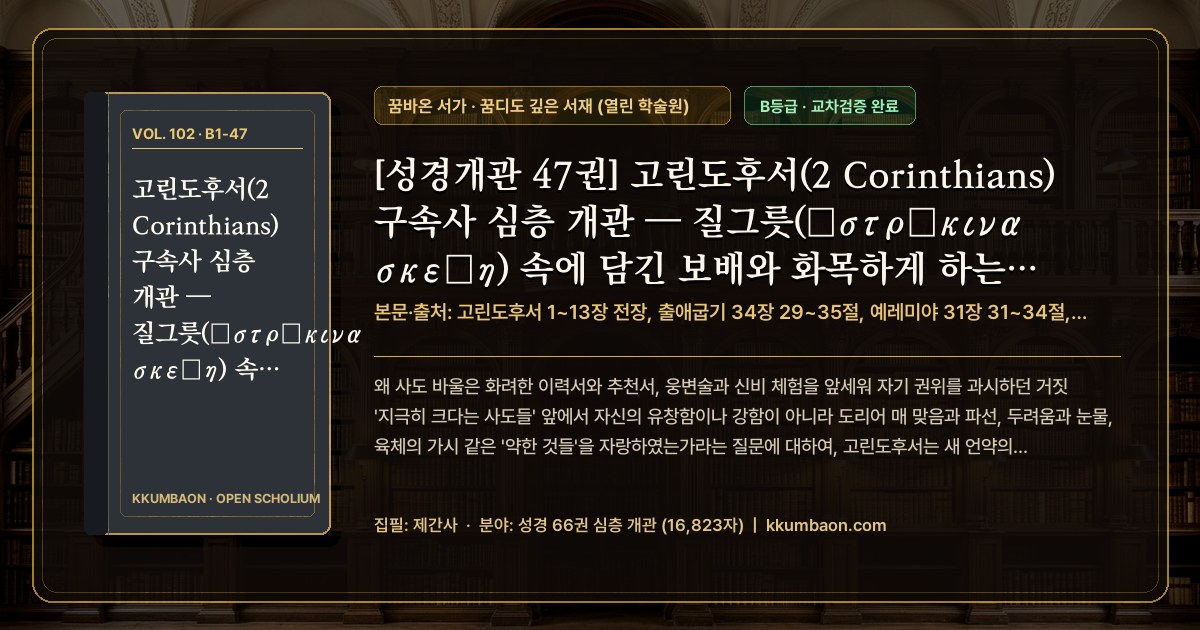 VOL. 102 · B1-47
고린도후서(2
Corinthians)
구속사 심층
개관 —
질그릇(□στρ□κινα
σκε□η) 속…
KKUMBAON · OPEN SCHOLIUM
꿈바온 서가 · 꿈디도 깊은 서재 (열린 학술원)
B등급 · 교차검증 완료
[성경개관 47권] 고린도후서(2 Corinthians)
구속사 심층 개관 — 질그릇(□στρ□κινα
σκε□η) 속에 담긴 보배와 화목하게 하는…
본문·출처: 고린도후서 1~13장 전장, 출애굽기 34장 29~35절, 예레미야 31장 31~34절,...
왜 사도 바울은 화려한 이력서와 추천서, 웅변술과 신비 체험을 앞세워 자기 권위를 과시하던 거짓
'지극히 크다는 사도들' 앞에서 자신의 유창함이나 강함이 아니라 도리어 매 맞음과 파선, 두려움과 눈물,
육체의 가시 같은 '약한 것들'을 자랑하였는가라는 질문에 대하여, 고린도후서는 새 언약의...
집필: 제간사 · 분야: 성경 66권 심층 개관 (16,823자) | kkumbaon.com